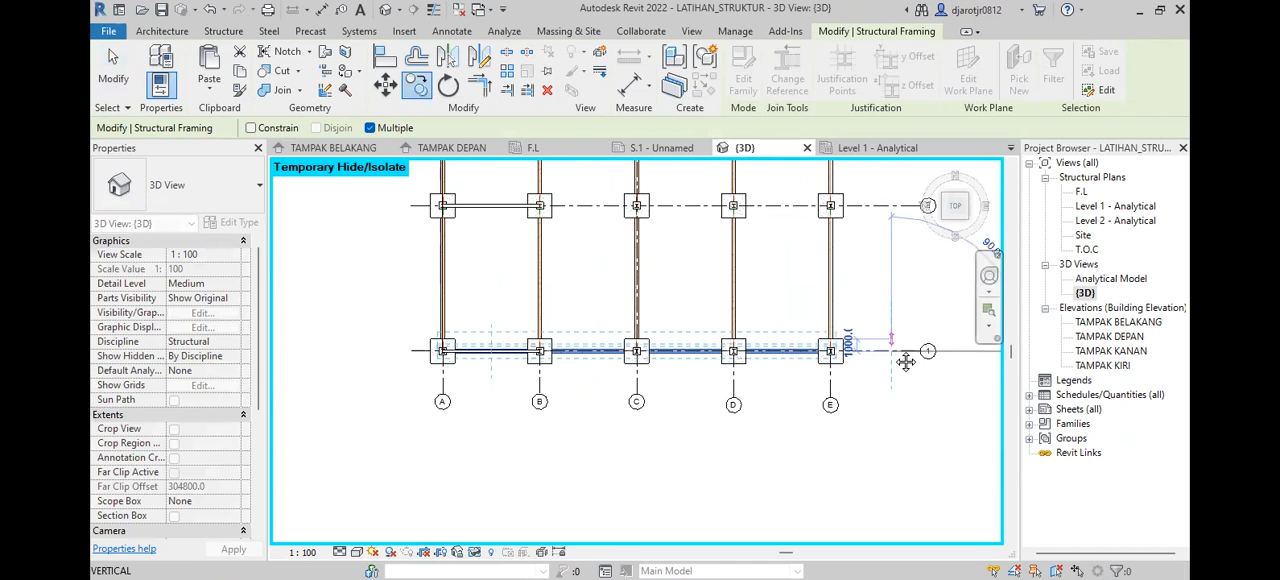 Autodesk Revit 2022 - LATIHAN_STRUKTUR - 3D View: {3D}
djarotjr0812
File
Architecture
Structure
Steel
Precast
Systems
Insert
Annotate
Analyze
Massing & Site
Collaborate
View
Manage
Add-Ins
Modify | Structural Framing
Modify
Properties
Paste
Notch
Cut
Join
Edit Family
Change Reference
Justification Points
y Offset
z Offset
Edit Work Plane
Pick New
Filter
Save
Load
Edit
Select
Properties
Clipboard
Geometry
Modify
View
Measure
Create
Mode
Join Tools
Justification
Work Plane
Selection
Modify | Structural Framing
Constrain
Disjoin
Multiple
Properties
TAMPAK BELAKANG
TAMPAK DEPAN
F.L
S.1 - Unnamed
{3D}
Level 1 - Analytical
Project Browser - LATIHAN_STRU...
3D View
3D View: {3D}
Edit Type
Graphics
View Scale 1 : 100
Scale Value 1: 100
Detail Level Medium
Parts Visibility Show Original
Visibility/Grap... Edit...
Graphic Displ... Edit...
Discipline Structural
Show Hidden ... By Discipline
Default Analy... None
Show Grids Edit...
Sun Path
Extents
Crop View
Crop Region ...
Annotation Cr...
Far Clip Active
Far Clip Offset 304800.0
Scope Box None
Section Box
Camera
Properties help
Apply
Temporary Hide/Isolate
TOP
1000.(
1
A
B
C
D
E
Views (all)
Structural Plans
F.L
Level 1 - Analytical
Level 2 - Analytical
Site
T.O.C
3D Views
Analytical Model
{3D}
Elevations (Building Elevation)
TAMPAK BELAKANG
TAMPAK DEPAN
TAMPAK KANAN
TAMPAK KIRI
Legends
Schedules/Quantities (all)
Sheets (all)
Families
Groups
Revit Links
1 : 100
VERTICAL
:0
Main Model
:0